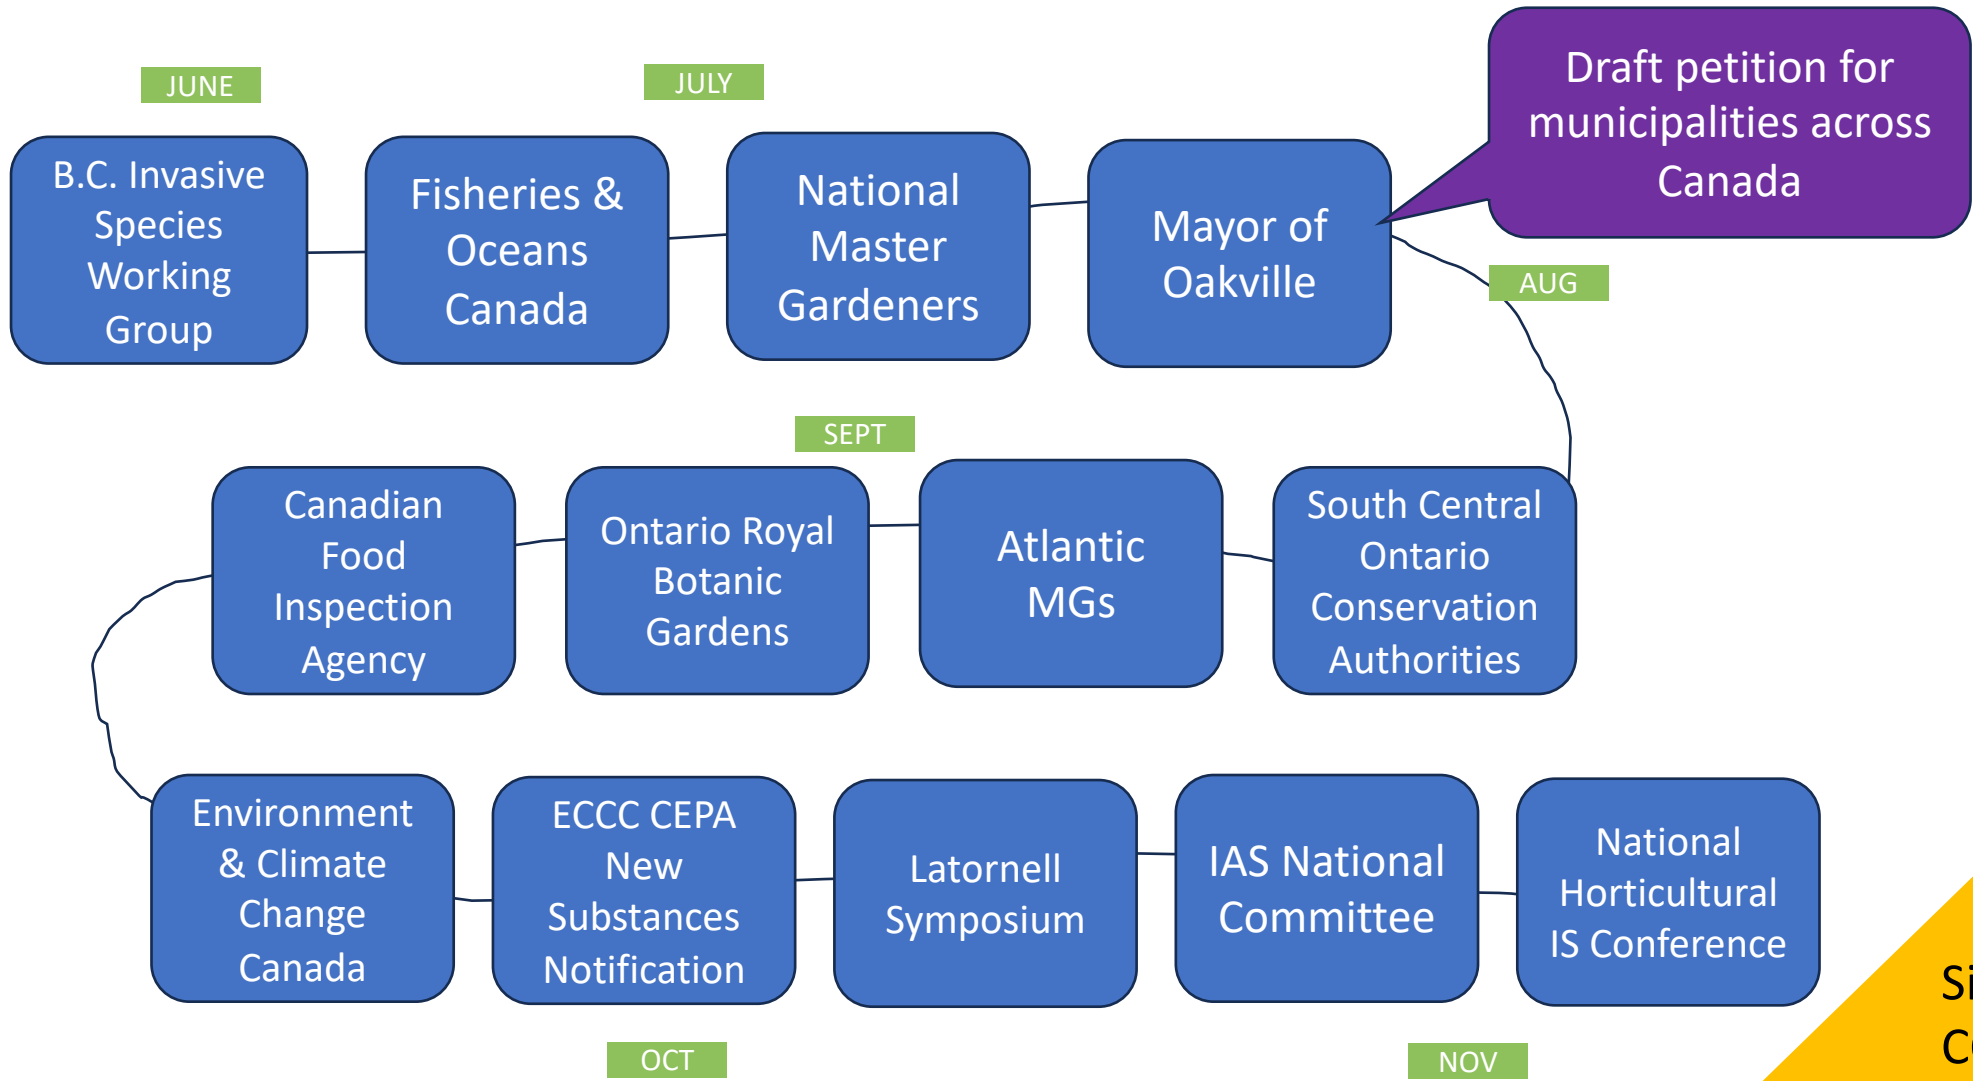 JUNE
JULY
B.C. Invasive
Species
Working
Group
Fisheries &
Oceans
Canada
National
Master
Gardeners
Mayor of
Oakville
Draft petition for
municipalities across
Canada
AUG
SEPT
Canadian
Food
Inspection
Agency
Ontario Royal
Botanic
Gardens
Atlantic
MGs
South Central
Ontario
Conservation
Authorities
Environment
& Climate
Change
Canada
ECCC CEPA
New
Substances
Notification
Latornell
Symposium
IAS National
Committee
National
Horticultural
IS Conference
OCT
NOV